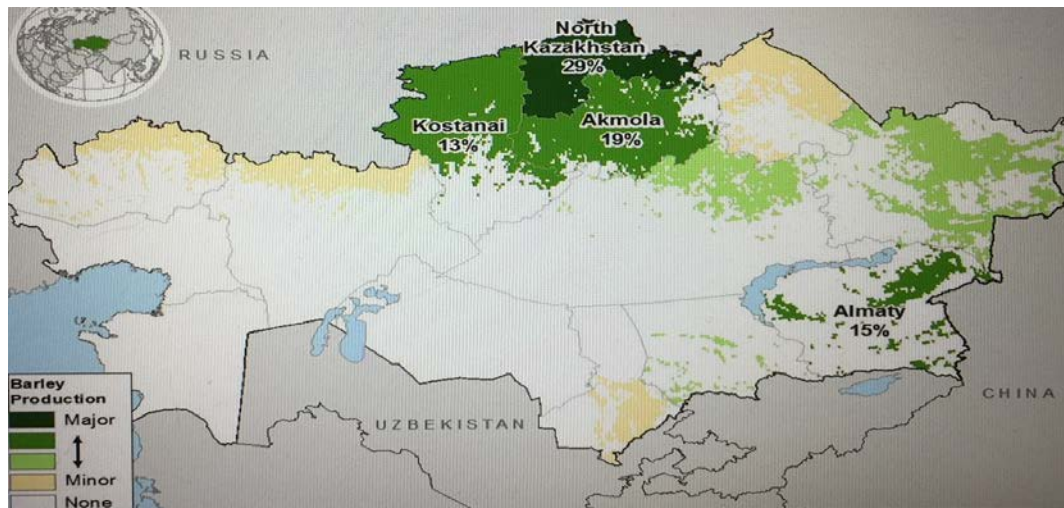 RUSSIA
North
Kazakhstan
29%
Kostanai
13%
Akmola
19%
Almaty
15%
CHINA
UZBEKISTAN
Barley
Production
Major
Minor
None